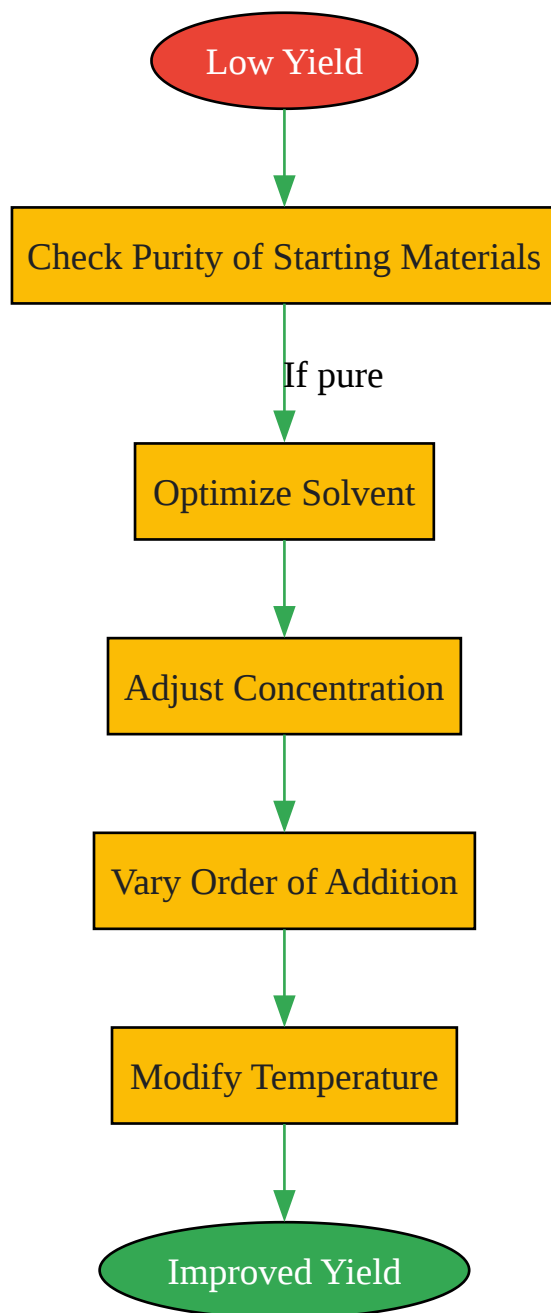 Low Yield
Check Purity of Starting Materials
If pure
Optimize Solvent
Adjust Concentration
Vary Order of Addition
Modify Temperature
Improved Yield